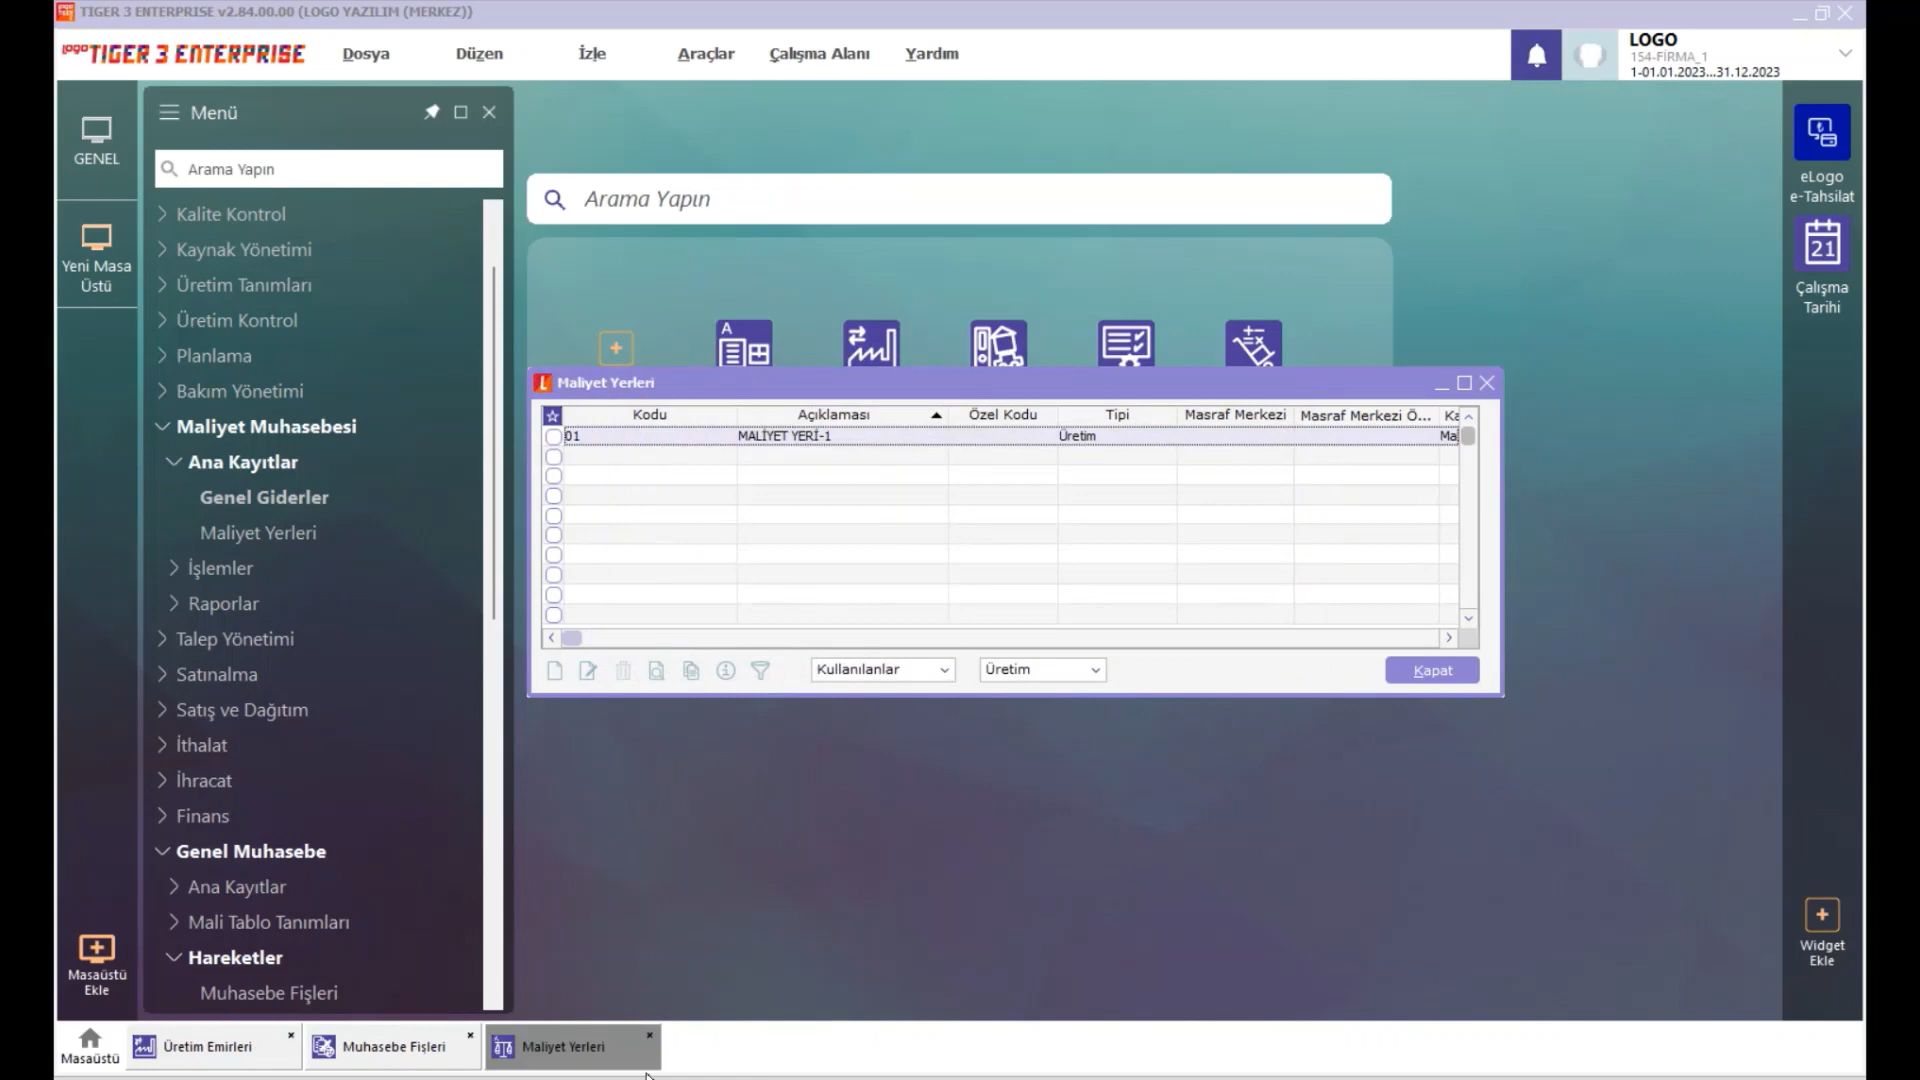 TIGER 3 ENTERPRISE v2.84.00.00 (LOGO YAZILIM (MERKEZ))
LOGO TIGER 3 ENTERPRISE
Dosya Düzen İzle Araçlar Çalışma Alanı Yardım
LOGO
154-FİRMA_1
1-01.01.2023...31.12.2023
GENEL
Yeni Masa
Üstü
Masaüstü
Ekle
Menü
Arama Yapın
Kalite Kontrol
Kaynak Yönetimi
Üretim Tanımları
Üretim Kontrol
Planlama
Bakım Yönetimi
Maliyet Muhasebesi
Ana Kayıtlar
Genel Giderler
Maliyet Yerleri
İşlemler
Raporlar
Talep Yönetimi
Satınalma
Satış ve Dağıtım
İthalat
İhracat
Finans
Genel Muhasebe
Ana Kayıtlar
Mali Tablo Tanımları
Hareketler
Muhasebe Fişleri
Arama Yapın
A
Maliyet Yerleri
Kodu Açıklaması Özel Kodu Tipi Masraf Merkezi Masraf Merkezi Ö... Ka
01 MALİYET YERİ-1 Üretim Mal
Kullanılanlar Üretim Kapat
eLogo
e-Tahsilat
21
Çalışma
Tarihi
Widget
Ekle
Masaüstü
Üretim Emirleri
Muhasebe Fişleri
Maliyet Yerleri